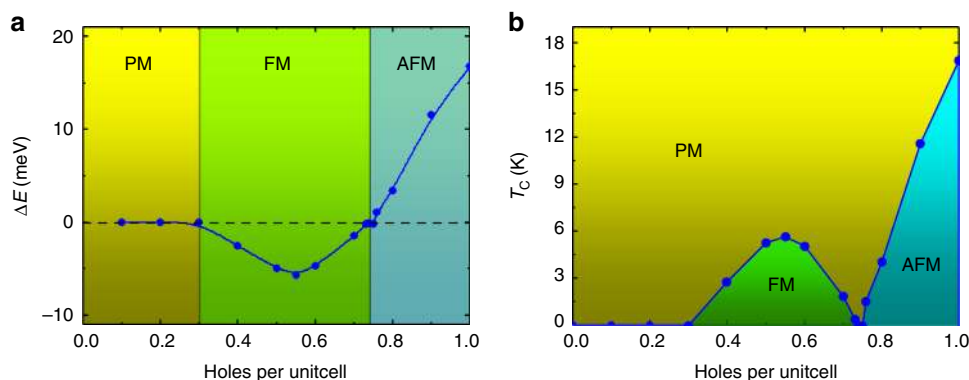 a
20
10
0
−10
ΔE (meV)
PM
FM
AFM
0.0 0.2 0.4 0.6 0.8 1.0
Holes per unitcell
b
18
15
12
9
6
3
0
T_C (K)
PM
FM
AFM
0.0 0.2 0.4 0.6 0.8 1.0
Holes per unitcell